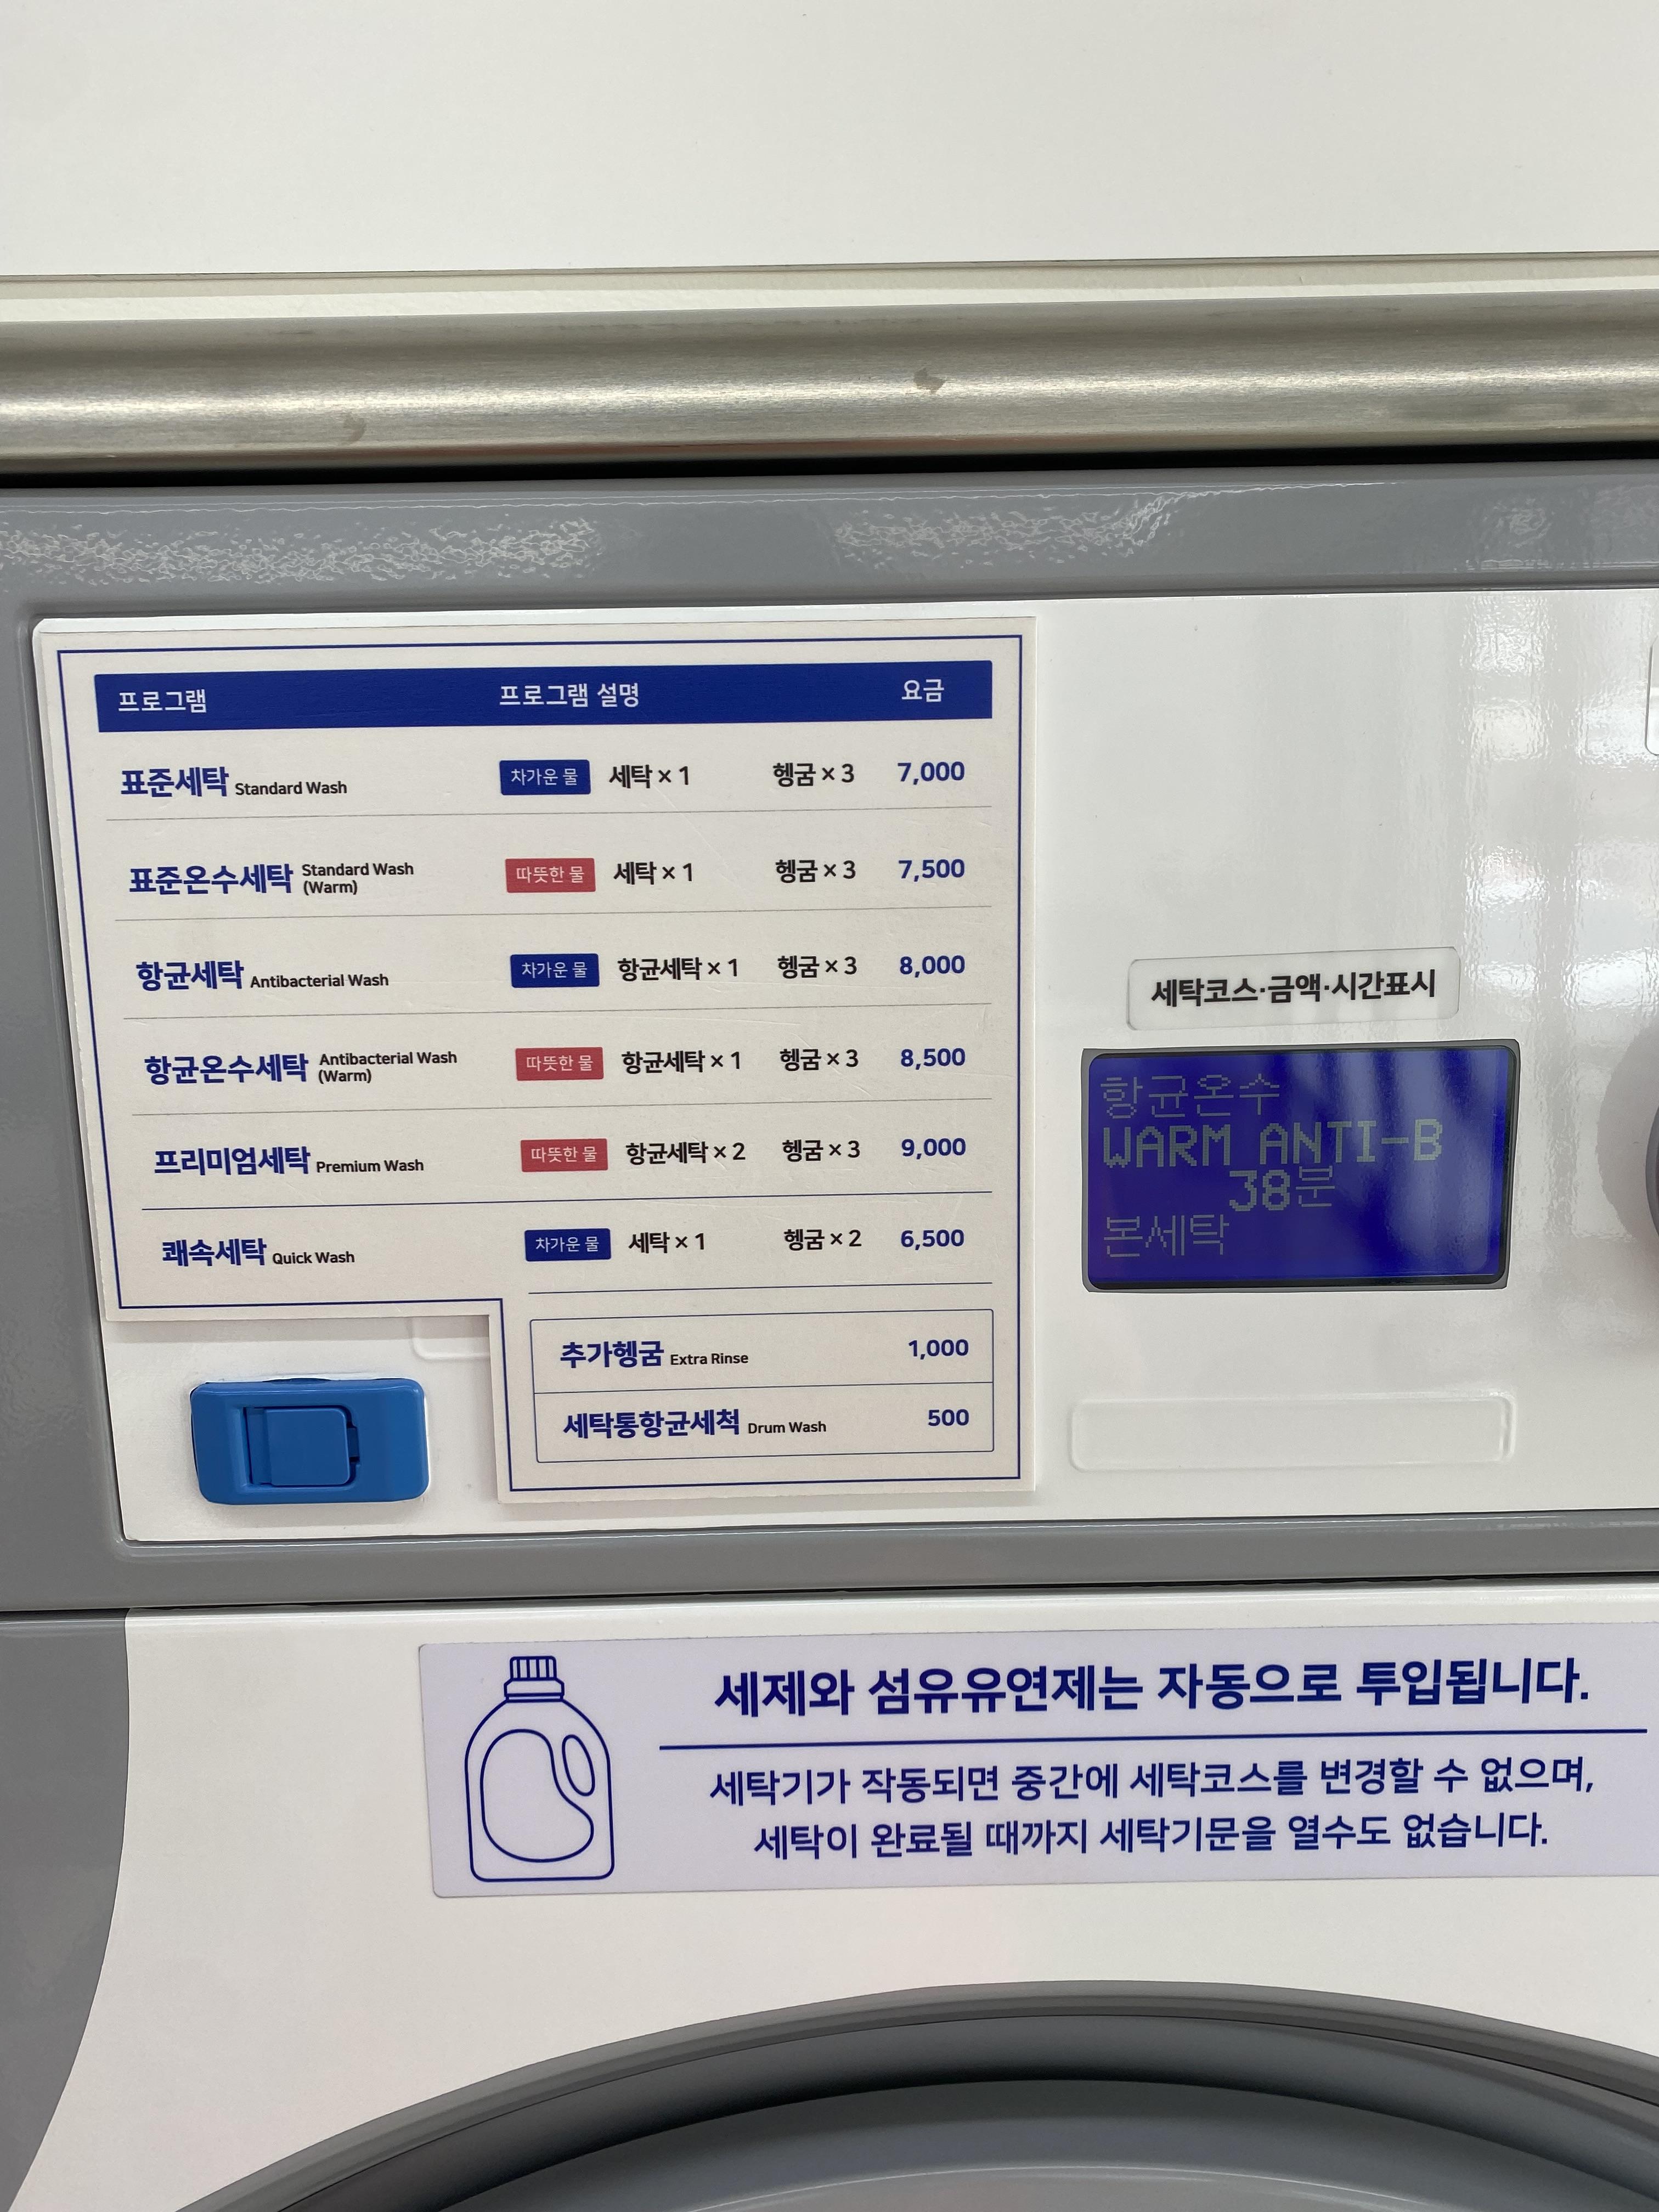 프로그램 프로그램 설명 요금
표준세탁 Standard Wash 차가운 물 세탁 × 1 헹굼 × 3 7,000
표준온수세탁 Standard Wash (Warm) 따뜻한 물 세탁 × 1 헹굼 × 3 7,500
항균세탁 Antibacterial Wash 차가운 물 항균세탁 × 1 헹굼 × 3 8,000
항균온수세탁 Antibacterial Wash (Warm) 따뜻한 물 항균세탁 × 1 헹굼 × 3 8,500
프리미엄세탁 Premium Wash 따뜻한 물 항균세탁 × 2 헹굼 × 3 9,000
쾌속세탁 Quick Wash 차가운 물 세탁 × 1 헹굼 × 2 6,500
추가헹굼 Extra Rinse 1,000
세탁통항균세척 Drum Wash 500
세탁코스·금액·시간표시
항균온수
WARM ANTI-B
38분
본세탁
세제와 섬유유연제는 자동으로 투입됩니다.
세탁기가 작동되면 중간에 세탁코스를 변경할 수 없으며,
세탁이 완료될 때까지 세탁기문을 열수도 없습니다.